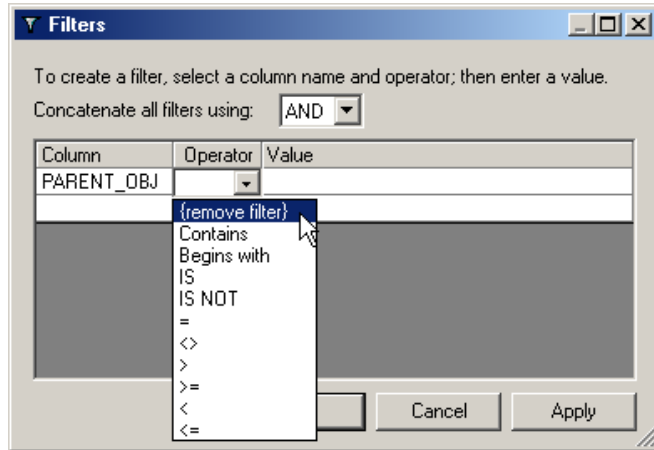 Filters
To create a filter, select a column name and operator; then enter a value.
Concatenate all filters using: AND
Column Operator Value
PARENT_OBJ
{remove filter}
Contains
Begins with
IS
IS NOT
=
<>
>
>=
<
<=
Cancel Apply